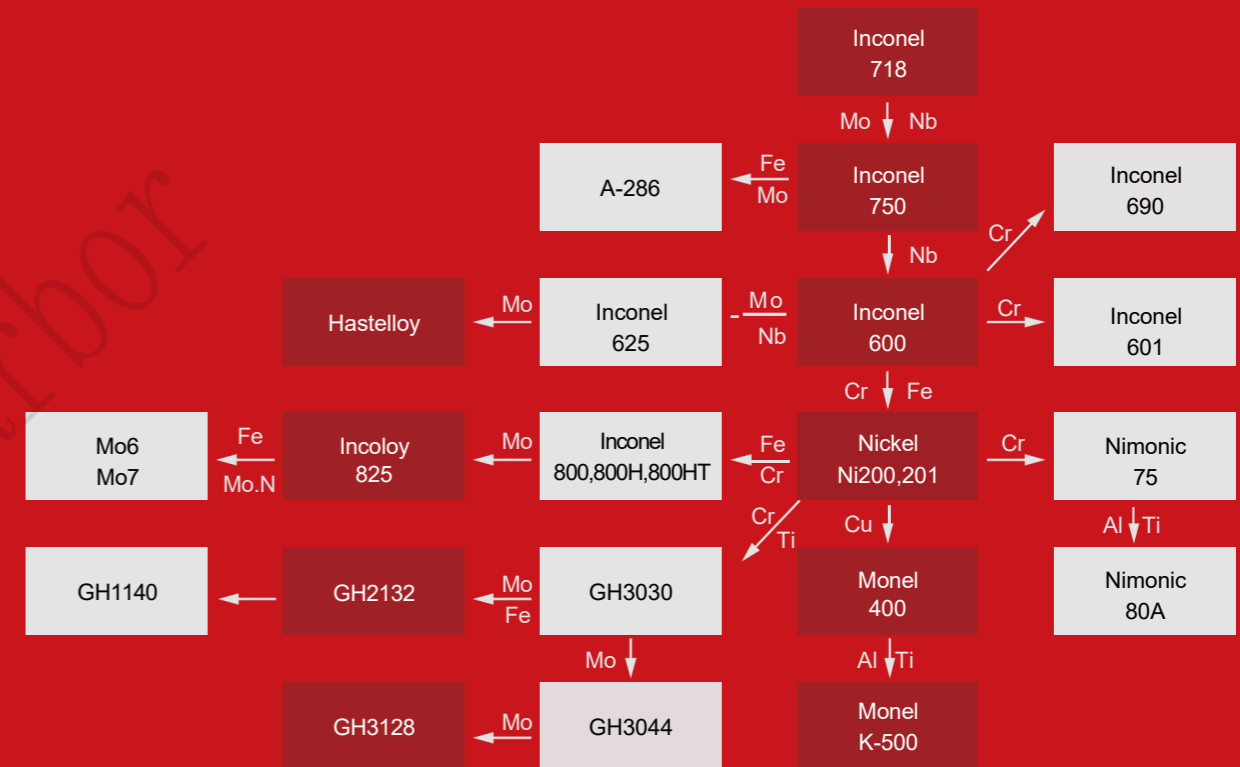 Inconel
718
Mo Nb
A-286
Fe
Mo
Inconel
750
Inconel
690
Nb
Cr
Hastelloy
Mo
Inconel
625
Mo
Nb
Inconel
600
Cr
Inconel
601
Cr Fe
Mo6
Mo7
Fe
Mo.N
Incoloy
825
Mo
Inconel
800,800H,800HT
Fe
Cr
Nickel
Ni200,201
Cr
Nimonic
75
Cr
Ti
Cu
Al Ti
GH1140
GH2132
Mo
Fe
GH3030
Monel
400
Nimonic
80A
Mo
Al Ti
GH3128
Mo
GH3044
Monel
K-500